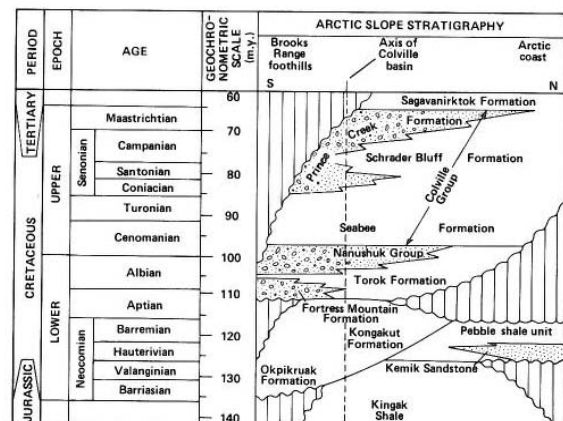 ARCTIC SLOPE STRATIGRAPHY
PERIOD
EPOCH
AGE
GEOCHRO-
NOMETRIC
SCALE
(m.y.)
Brooks
Range
foothills
S
Axis of
Colville
basin
Arctic
coast
N
TERTIARY
CRETACEOUS
JURASSIC
UPPER
LOWER
Senonian
Neocomian
Maastrichtian
Campanian
Santonian
Coniacian
Turonian
Cenomanian
Albian
Aptian
Barremian
Hauterivian
Valanginian
Barriasian
60
70
80
90
100
110
120
130
140
Sagavanirktok Formation
Prince Creek Formation
Schrader Bluff Formation
Colville
Group
Seabee Formation
Nanushuk Group
Torok Formation
Fortress Mountain
Formation
Kongakut
Formation
Pebble shale unit
Kemik Sandstone
Okpikruak
Formation
Kingak
Shale